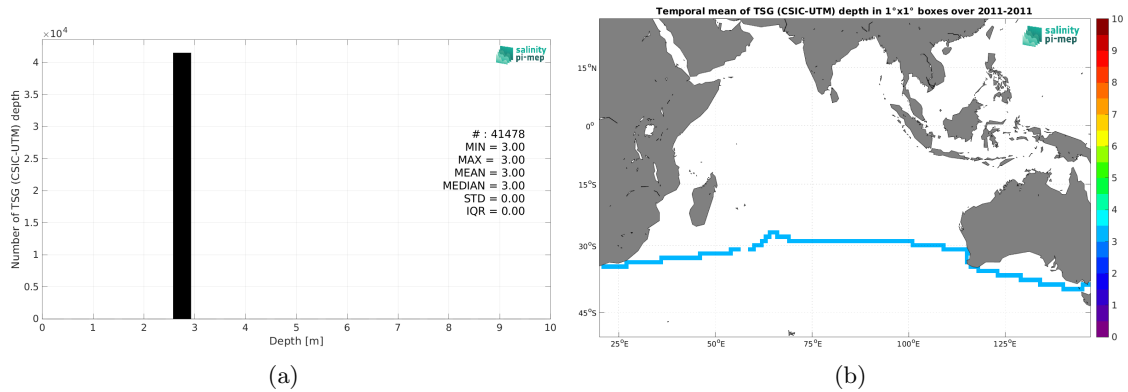 ×10⁴
4
3.5
3
2.5
2
1.5
1
0.5
0
Number of TSG (CSIC-UTM) depth
salinity
pi-mep
# : 41478
MIN = 3.00
MAX = 3.00
MEAN = 3.00
MEDIAN = 3.00
STD = 0.00
IQR = 0.00
0 1 2 3 4 5 6 7 8 9 10
Depth [m]
(a)
Temporal mean of TSG (CSIC-UTM) depth in 1°x1° boxes over 2011-2011
salinity
pi-mep
15°N
0°
15°S
30°S
45°S
25°E 50°E 75°E 100°E 125°E
10
9
8
7
6
5
4
3
2
1
0
(b)